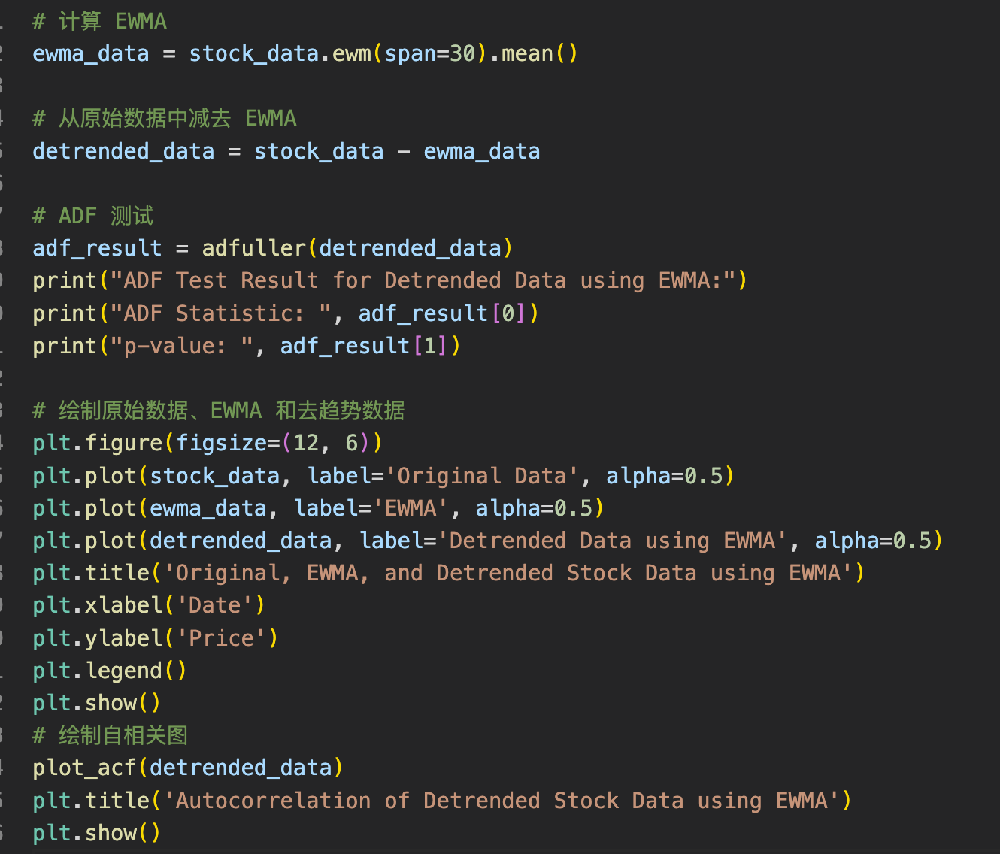 # 计算 EWMA
ewma_data = stock_data.ewm(span=30).mean()
# 从原始数据中减去 EWMA
detrended_data = stock_data - ewma_data
# ADF 测试
adf_result = adfuller(detrended_data)
print("ADF Test Result for Detrended Data using EWMA:")
print("ADF Statistic: ", adf_result[0])
print("p-value: ", adf_result[1])
# 绘制原始数据、EWMA 和去趋势数据
plt.figure(figsize=(12, 6))
plt.plot(stock_data, label='Original Data', alpha=0.5)
plt.plot(ewma_data, label='EWMA', alpha=0.5)
plt.plot(detrended_data, label='Detrended Data using EWMA', alpha=0.5)
plt.title('Original, EWMA, and Detrended Stock Data using EWMA')
plt.xlabel('Date')
plt.ylabel('Price')
plt.legend()
plt.show()
# 绘制自相关图
plot_acf(detrended_data)
plt.title('Autocorrelation of Detrended Stock Data using EWMA')
plt.show()